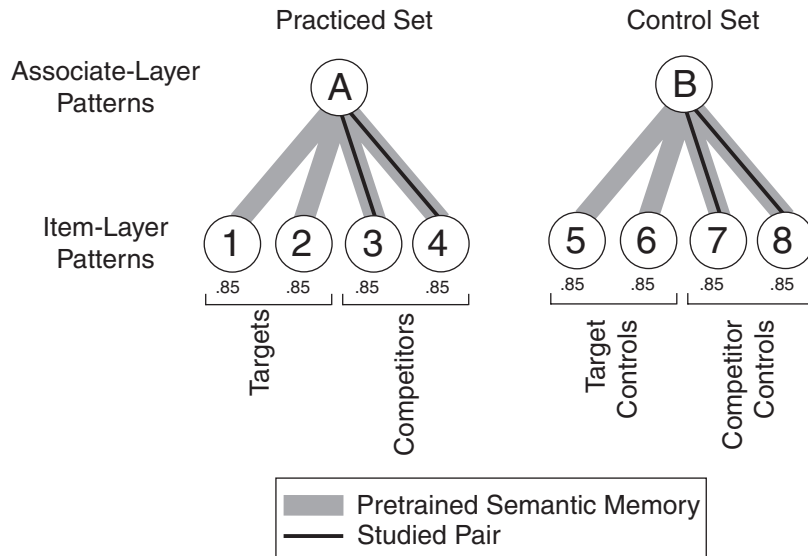 Practiced Set
Control Set
Associate-Layer
Patterns
A
B
Item-Layer
Patterns
1 2 3 4
5 6 7 8
.85 .85 .85 .85
.85 .85 .85 .85
Targets
Competitors
Target
Controls
Competitor
Controls
Pretrained Semantic Memory
Studied Pair